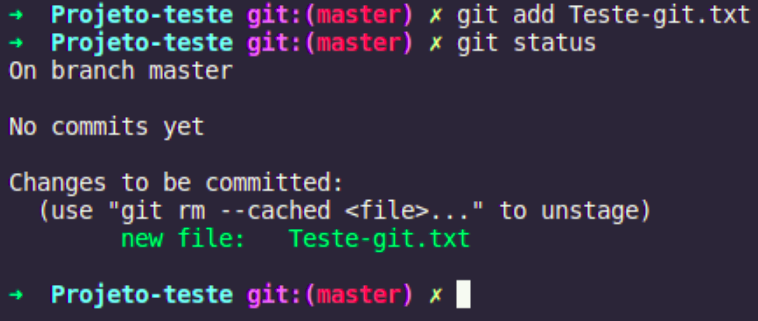 ➜  Projeto-teste git:(master) ✗ git add Teste-git.txt
➜  Projeto-teste git:(master) ✗ git status
On branch master
No commits yet
Changes to be committed:
  (use "git rm --cached <file>..." to unstage)
        new file:   Teste-git.txt
➜  Projeto-teste git:(master) ✗